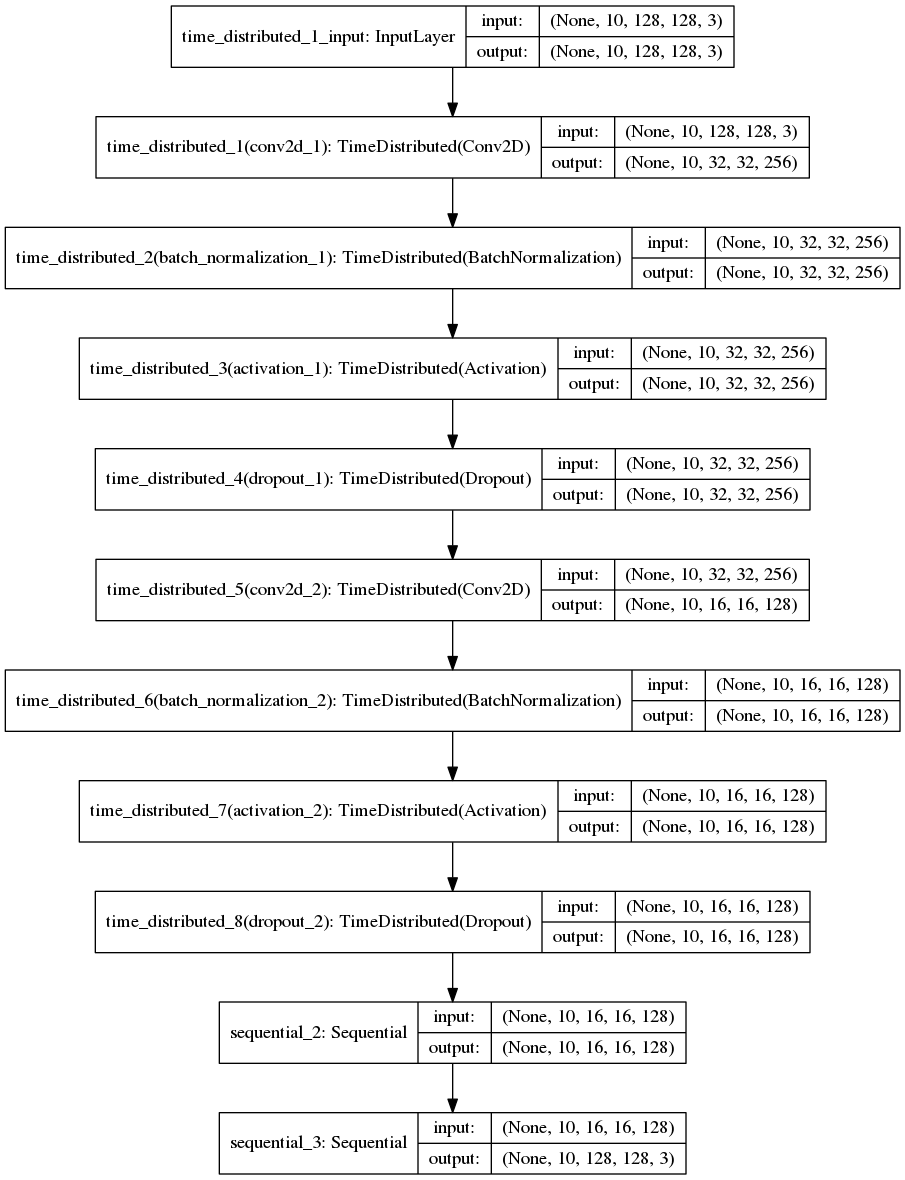 time_distributed_1_input: InputLayer
input: (None, 10, 128, 128, 3)
output: (None, 10, 128, 128, 3)
time_distributed_1(conv2d_1): TimeDistributed(Conv2D)
input: (None, 10, 128, 128, 3)
output: (None, 10, 32, 32, 256)
time_distributed_2(batch_normalization_1): TimeDistributed(BatchNormalization)
input: (None, 10, 32, 32, 256)
output: (None, 10, 32, 32, 256)
time_distributed_3(activation_1): TimeDistributed(Activation)
input: (None, 10, 32, 32, 256)
output: (None, 10, 32, 32, 256)
time_distributed_4(dropout_1): TimeDistributed(Dropout)
input: (None, 10, 32, 32, 256)
output: (None, 10, 32, 32, 256)
time_distributed_5(conv2d_2): TimeDistributed(Conv2D)
input: (None, 10, 32, 32, 256)
output: (None, 10, 16, 16, 128)
time_distributed_6(batch_normalization_2): TimeDistributed(BatchNormalization)
input: (None, 10, 16, 16, 128)
output: (None, 10, 16, 16, 128)
time_distributed_7(activation_2): TimeDistributed(Activation)
input: (None, 10, 16, 16, 128)
output: (None, 10, 16, 16, 128)
time_distributed_8(dropout_2): TimeDistributed(Dropout)
input: (None, 10, 16, 16, 128)
output: (None, 10, 16, 16, 128)
sequential_2: Sequential
input: (None, 10, 16, 16, 128)
output: (None, 10, 16, 16, 128)
sequential_3: Sequential
input: (None, 10, 16, 16, 128)
output: (None, 10, 128, 128, 3)